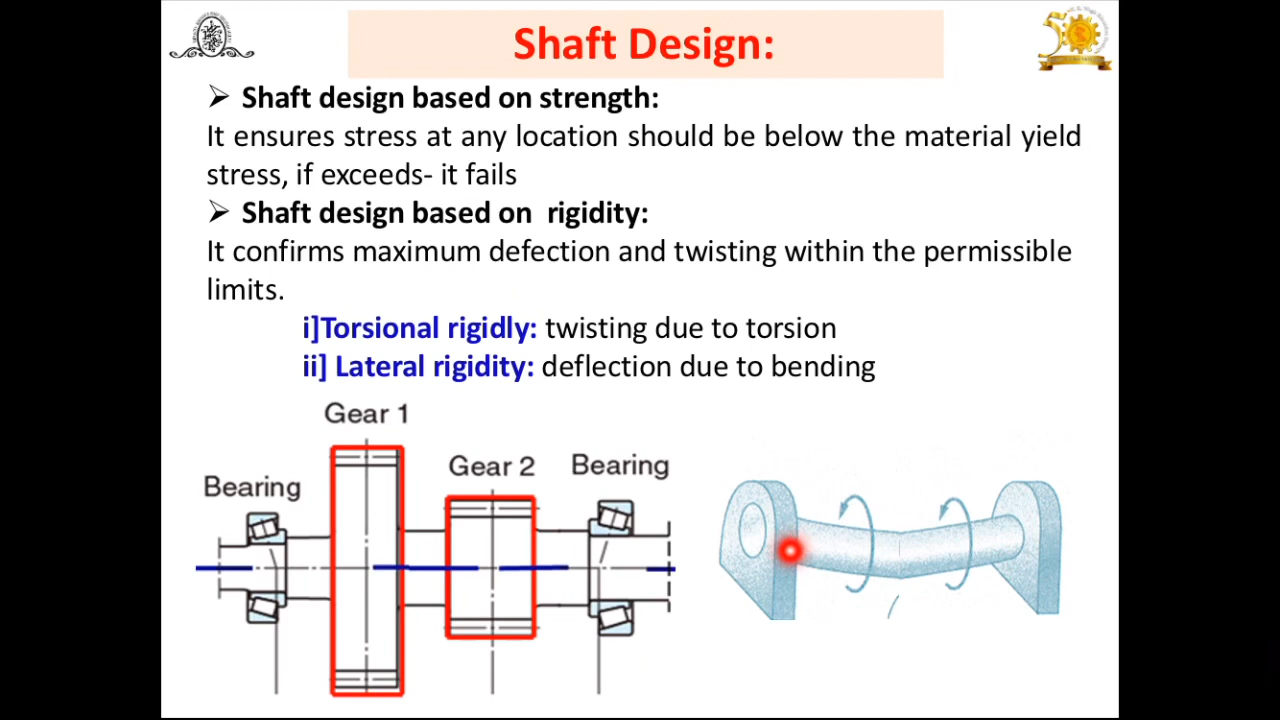 Shaft Design:
➢ Shaft design based on strength:
It ensures stress at any location should be below the material yield
stress, if exceeds- it fails
➢ Shaft design based on rigidity:
It confirms maximum defection and twisting within the permissible
limits.
i]Torsional rigidly: twisting due to torsion
ii] Lateral rigidity: deflection due to bending
Gear 1
Gear 2
Bearing
Bearing